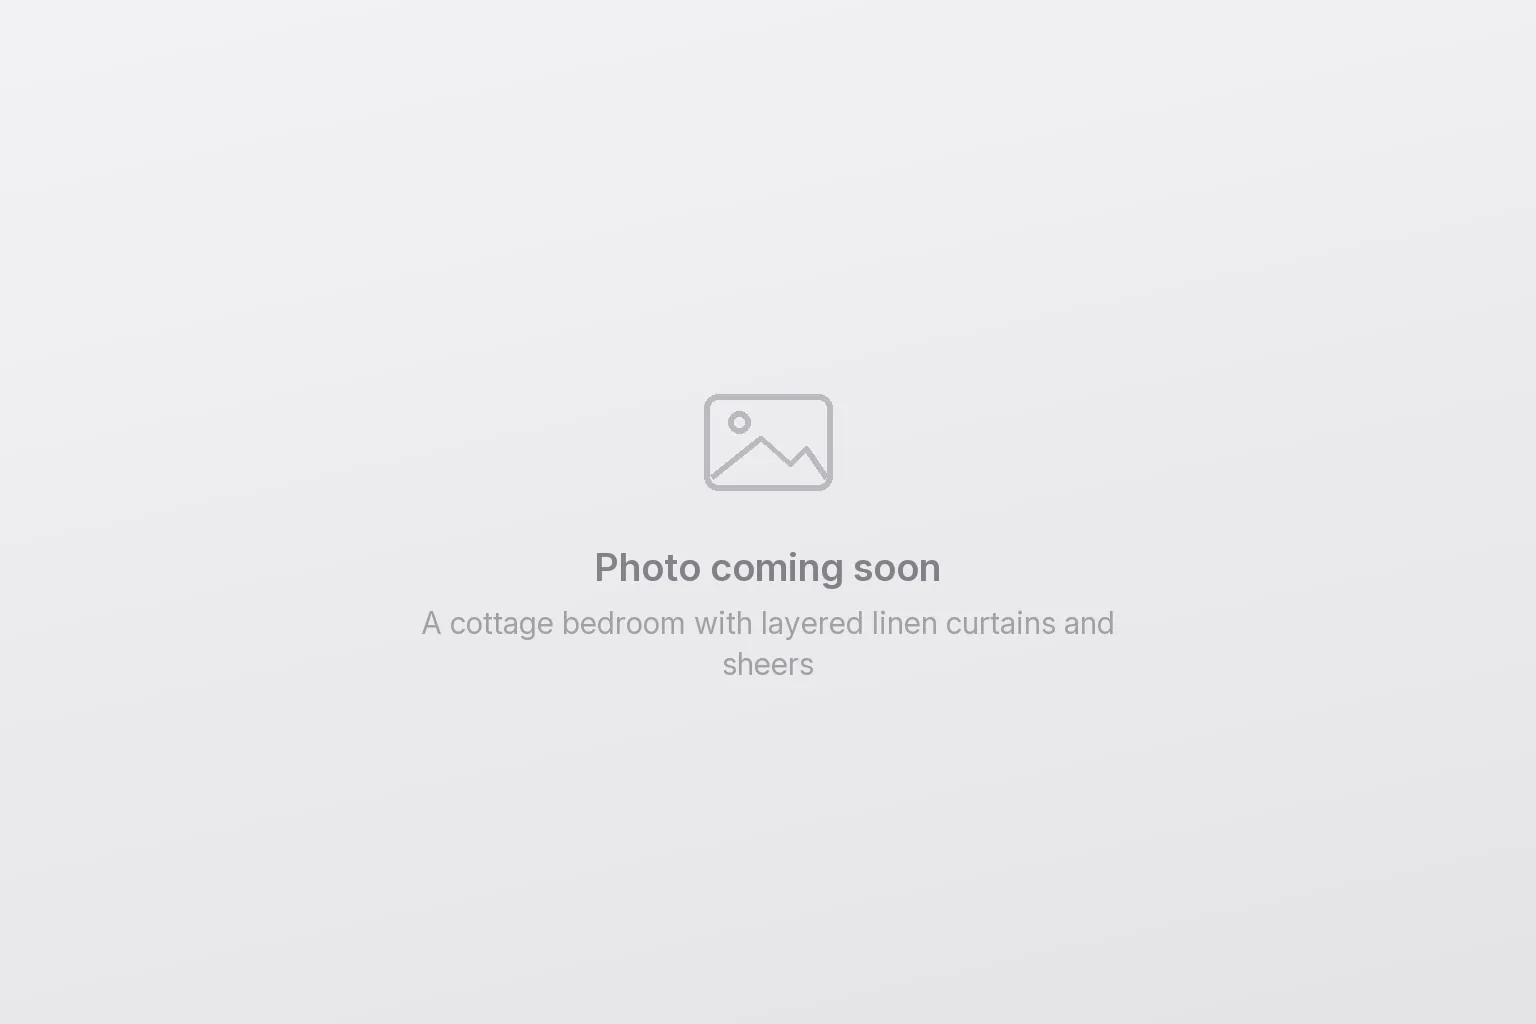 Photo coming soon
A cottage bedroom with layered linen curtains and
sheers